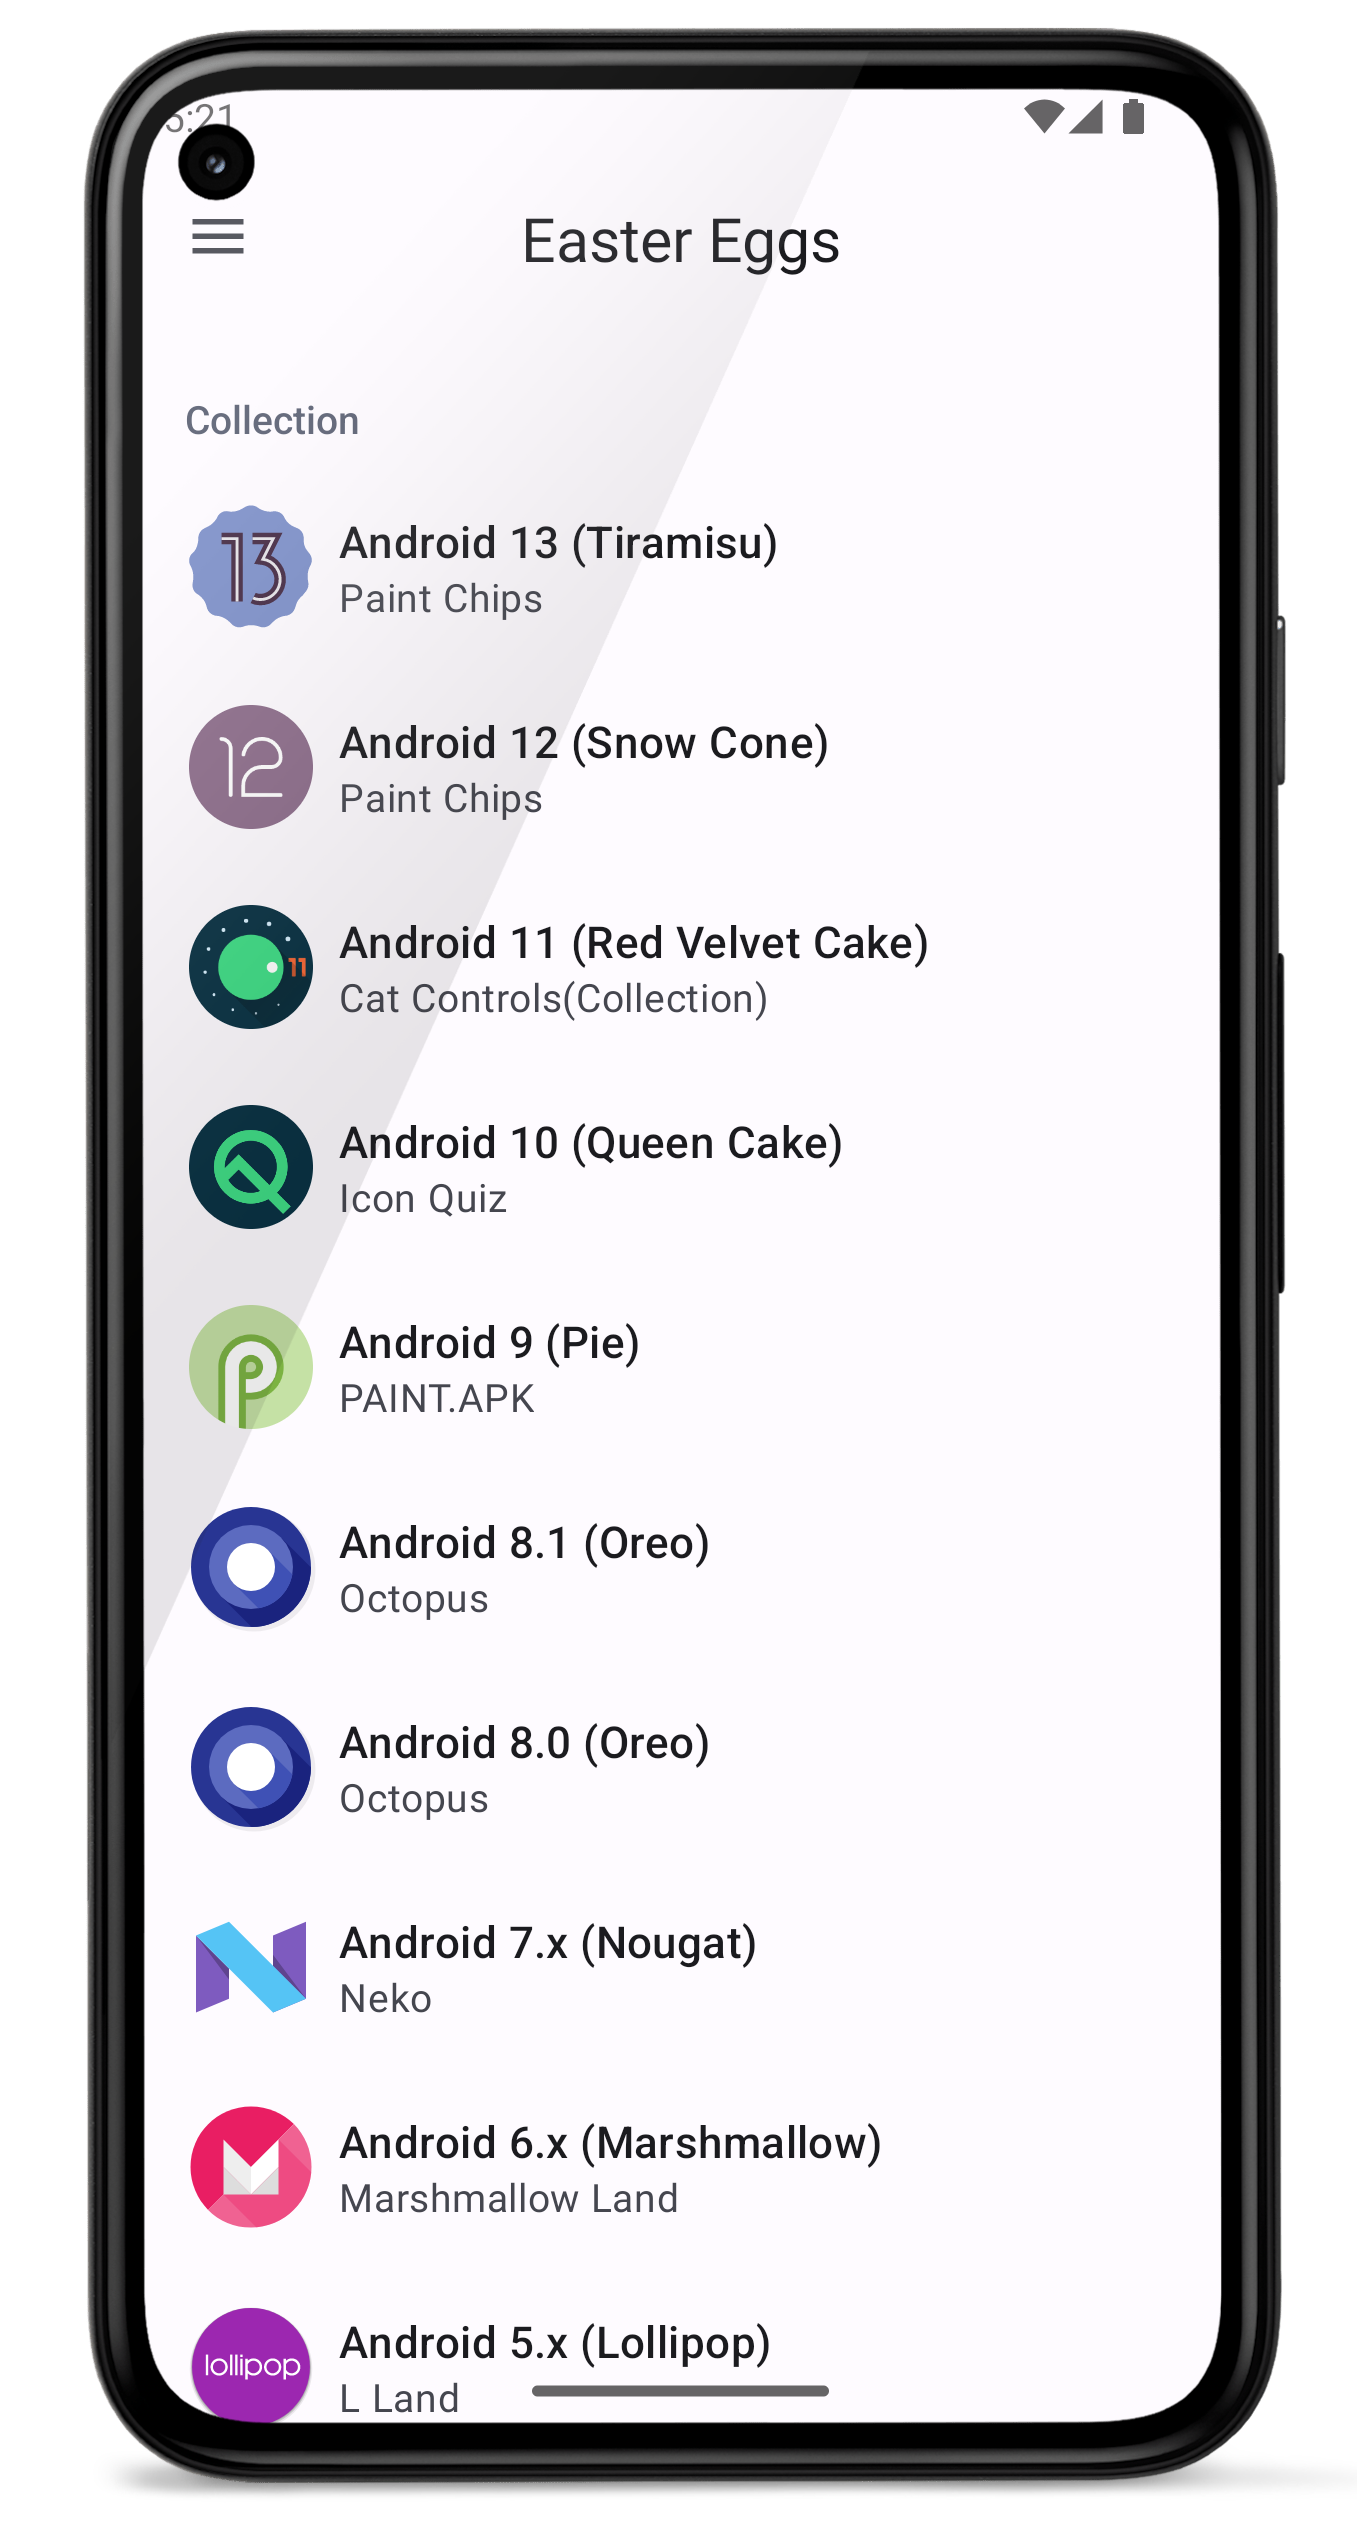 5:21
Easter Eggs
Collection
13
Android 13 (Tiramisu)
Paint Chips
12
Android 12 (Snow Cone)
Paint Chips
11
Android 11 (Red Velvet Cake)
Cat Controls(Collection)
Android 10 (Queen Cake)
Icon Quiz
Android 9 (Pie)
PAINT.APK
Android 8.1 (Oreo)
Octopus
Android 8.0 (Oreo)
Octopus
N
Android 7.x (Nougat)
Neko
M
Android 6.x (Marshmallow)
Marshmallow Land
lollipop
Android 5.x (Lollipop)
L Land